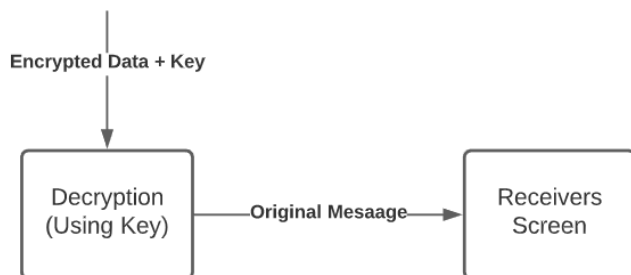 Encrypted Data + Key
Decryption
(Using Key)
Original Mesaage
Receivers
Screen